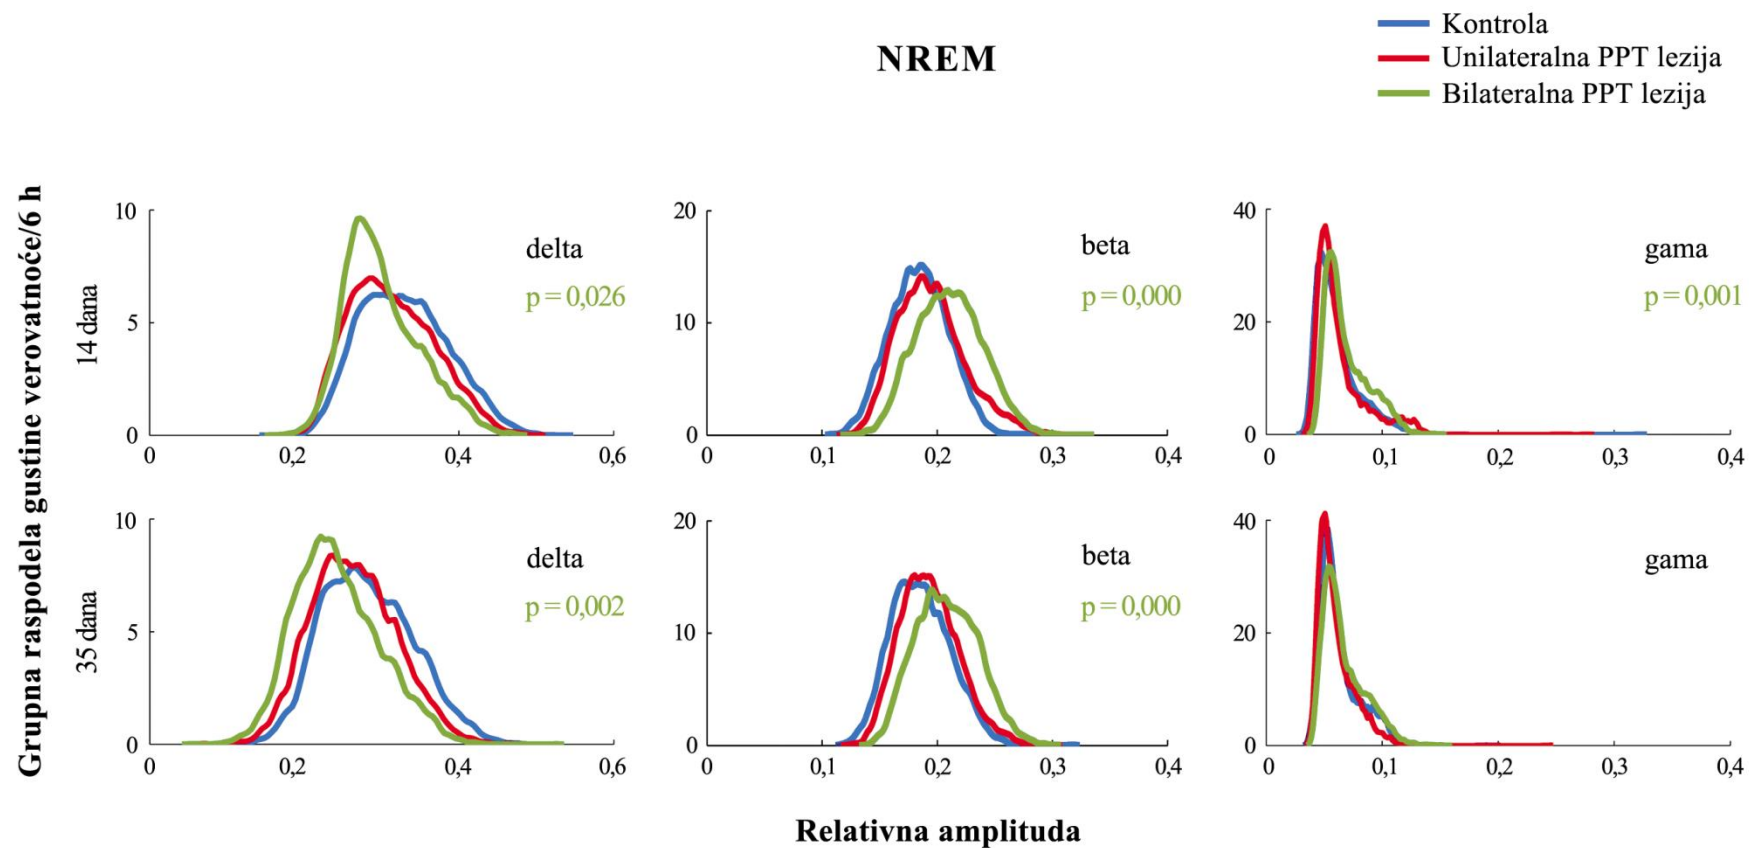 NREM
Kontrola
Unilateralna PPT lezija
Bilateralna PPT lezija
Grupna raspodela gustine verovatnoće/6 h
14 dana
10
5
0
0
0,2
0,4
0,6
delta
p = 0,026
20
10
0
0
0,1
0,2
0,3
0,4
beta
p = 0,000
40
20
0
0
0,1
0,2
0,3
0,4
gama
p = 0,001
35 dana
10
5
0
0
0,2
0,4
0,6
delta
p = 0,002
20
10
0
0
0,1
0,2
0,3
0,4
beta
p = 0,000
40
20
0
0
0,1
0,2
0,3
0,4
gama
Relativna amplituda